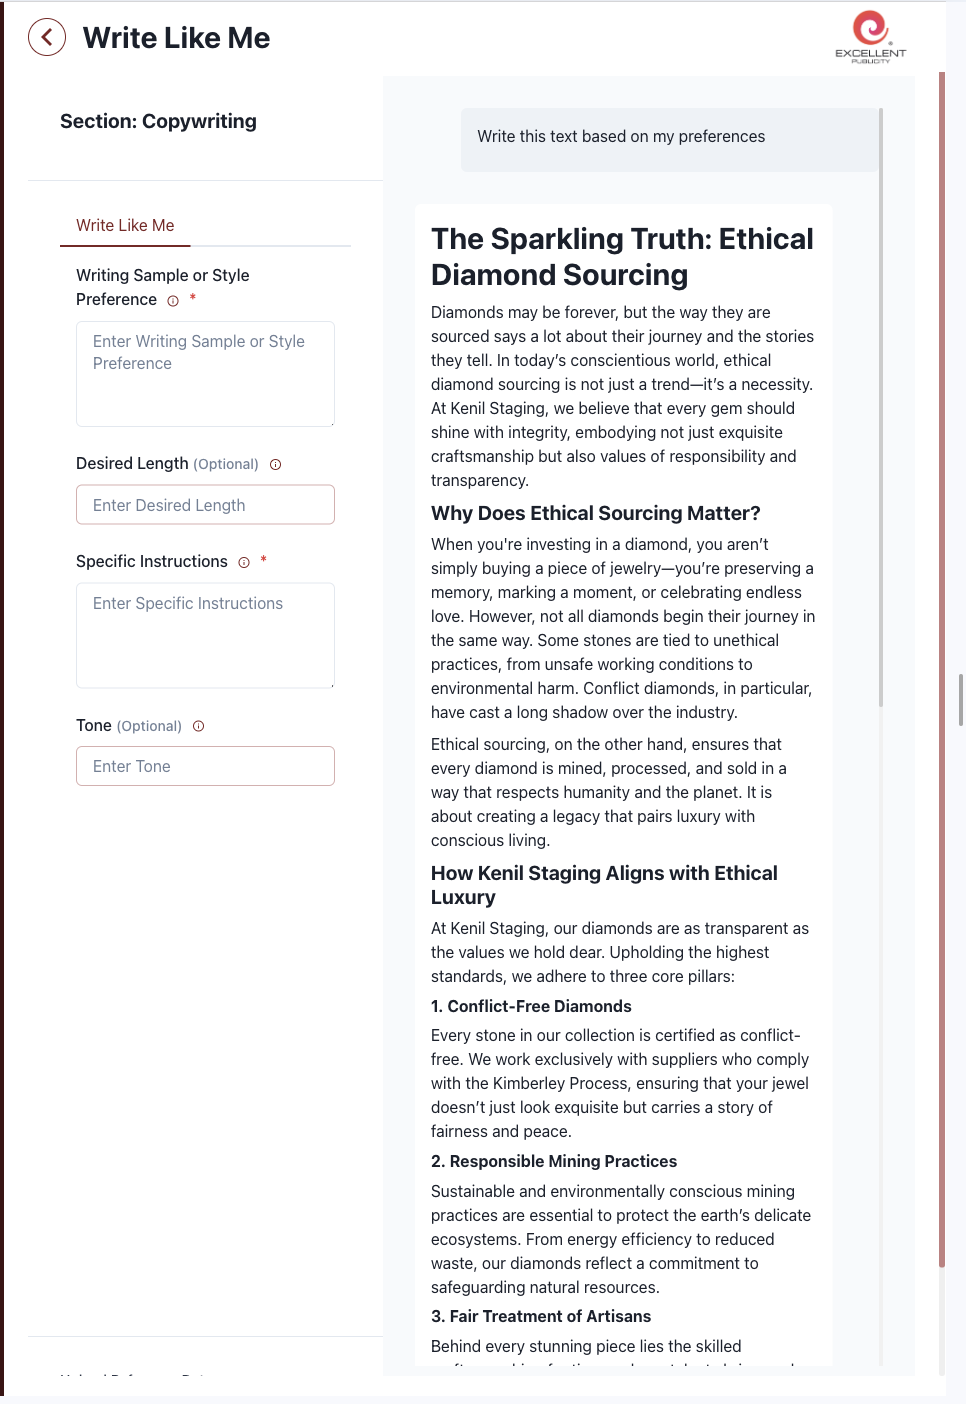 Write Like Me
EXCELLENT
PUBLICITY
Section: Copywriting
Write Like Me
Writing Sample or Style
Preference *
Enter Writing Sample or Style
Preference
Desired Length (Optional)
Enter Desired Length
Specific Instructions *
Enter Specific Instructions
Tone (Optional)
Enter Tone
Write this text based on my preferences
The Sparkling Truth: Ethical
Diamond Sourcing
Diamonds may be forever, but the way they are
sourced says a lot about their journey and the stories
they tell. In today’s conscientious world, ethical
diamond sourcing is not just a trend—it’s a necessity.
At Kenil Staging, we believe that every gem should
shine with integrity, embodying not just exquisite
craftsmanship but also values of responsibility and
transparency.
Why Does Ethical Sourcing Matter?
When you're investing in a diamond, you aren’t
simply buying a piece of jewelry—you’re preserving a
memory, marking a moment, or celebrating endless
love. However, not all diamonds begin their journey in
the same way. Some stones are tied to unethical
practices, from unsafe working conditions to
environmental harm. Conflict diamonds, in particular,
have cast a long shadow over the industry.
Ethical sourcing, on the other hand, ensures that
every diamond is mined, processed, and sold in a
way that respects humanity and the planet. It is
about creating a legacy that pairs luxury with
conscious living.
How Kenil Staging Aligns with Ethical
Luxury
At Kenil Staging, our diamonds are as transparent as
the values we hold dear. Upholding the highest
standards, we adhere to three core pillars:
1. Conflict-Free Diamonds
Every stone in our collection is certified as conflict-
free. We work exclusively with suppliers who comply
with the Kimberley Process, ensuring that your jewel
doesn’t just look exquisite but carries a story of
fairness and peace.
2. Responsible Mining Practices
Sustainable and environmentally conscious mining
practices are essential to protect the earth’s delicate
ecosystems. From energy efficiency to reduced
waste, our diamonds reflect a commitment to
safeguarding natural resources.
3. Fair Treatment of Artisans
Behind every stunning piece lies the skilled